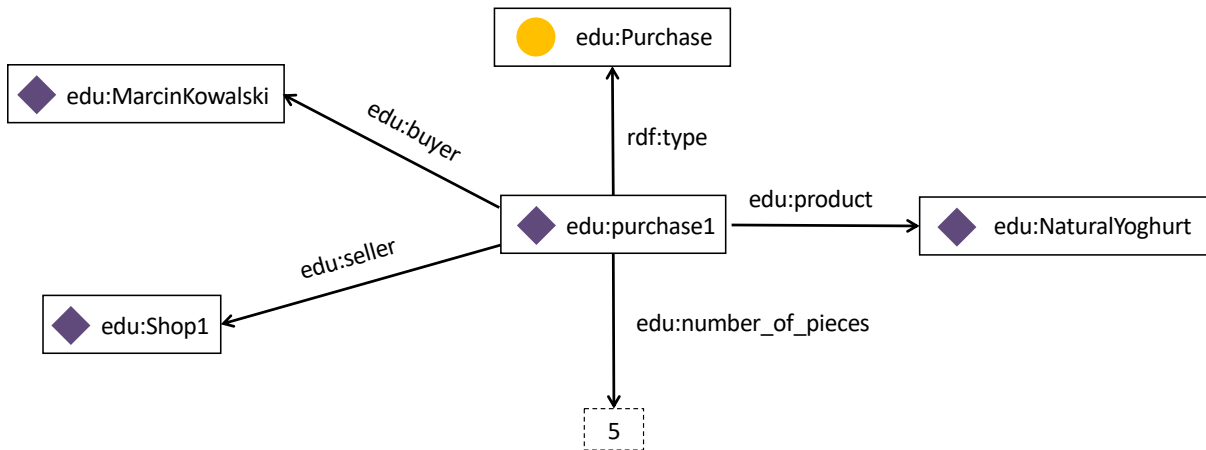 edu:Purchase
edu:MarcinKowalski
edu:buyer
rdf:type
edu:product
edu:purchase1
edu:NaturalYoghurt
edu:seller
edu:Shop1
edu:number_of_pieces
5